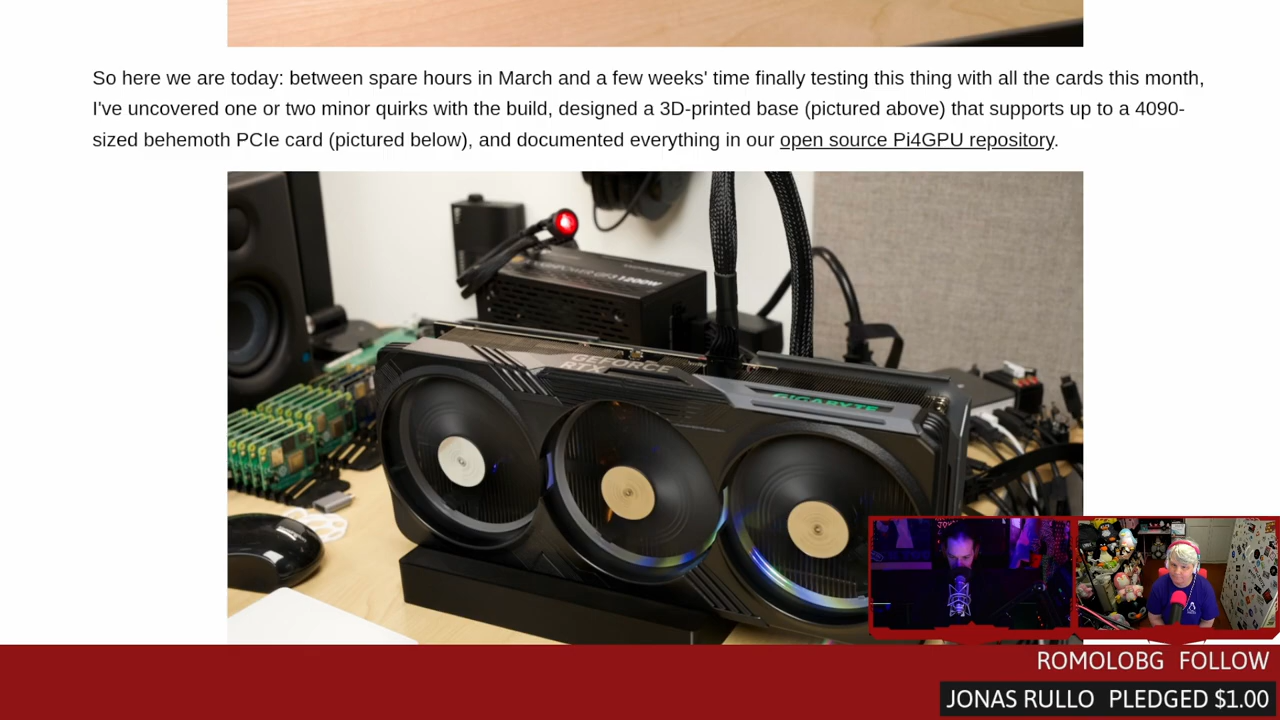 So here we are today: between spare hours in March and a few weeks' time finally testing this thing with all the cards this month,
I've uncovered one or two minor quirks with the build, designed a 3D-printed base (pictured above) that supports up to a 4090-
sized behemoth PCIe card (pictured below), and documented everything in our open source Pi4GPU repository.
1200W
GEFORCE
RTX
GIGABYTE
ROMOLOBG FOLLOW
JONAS RULLO PLEDGED $1.00